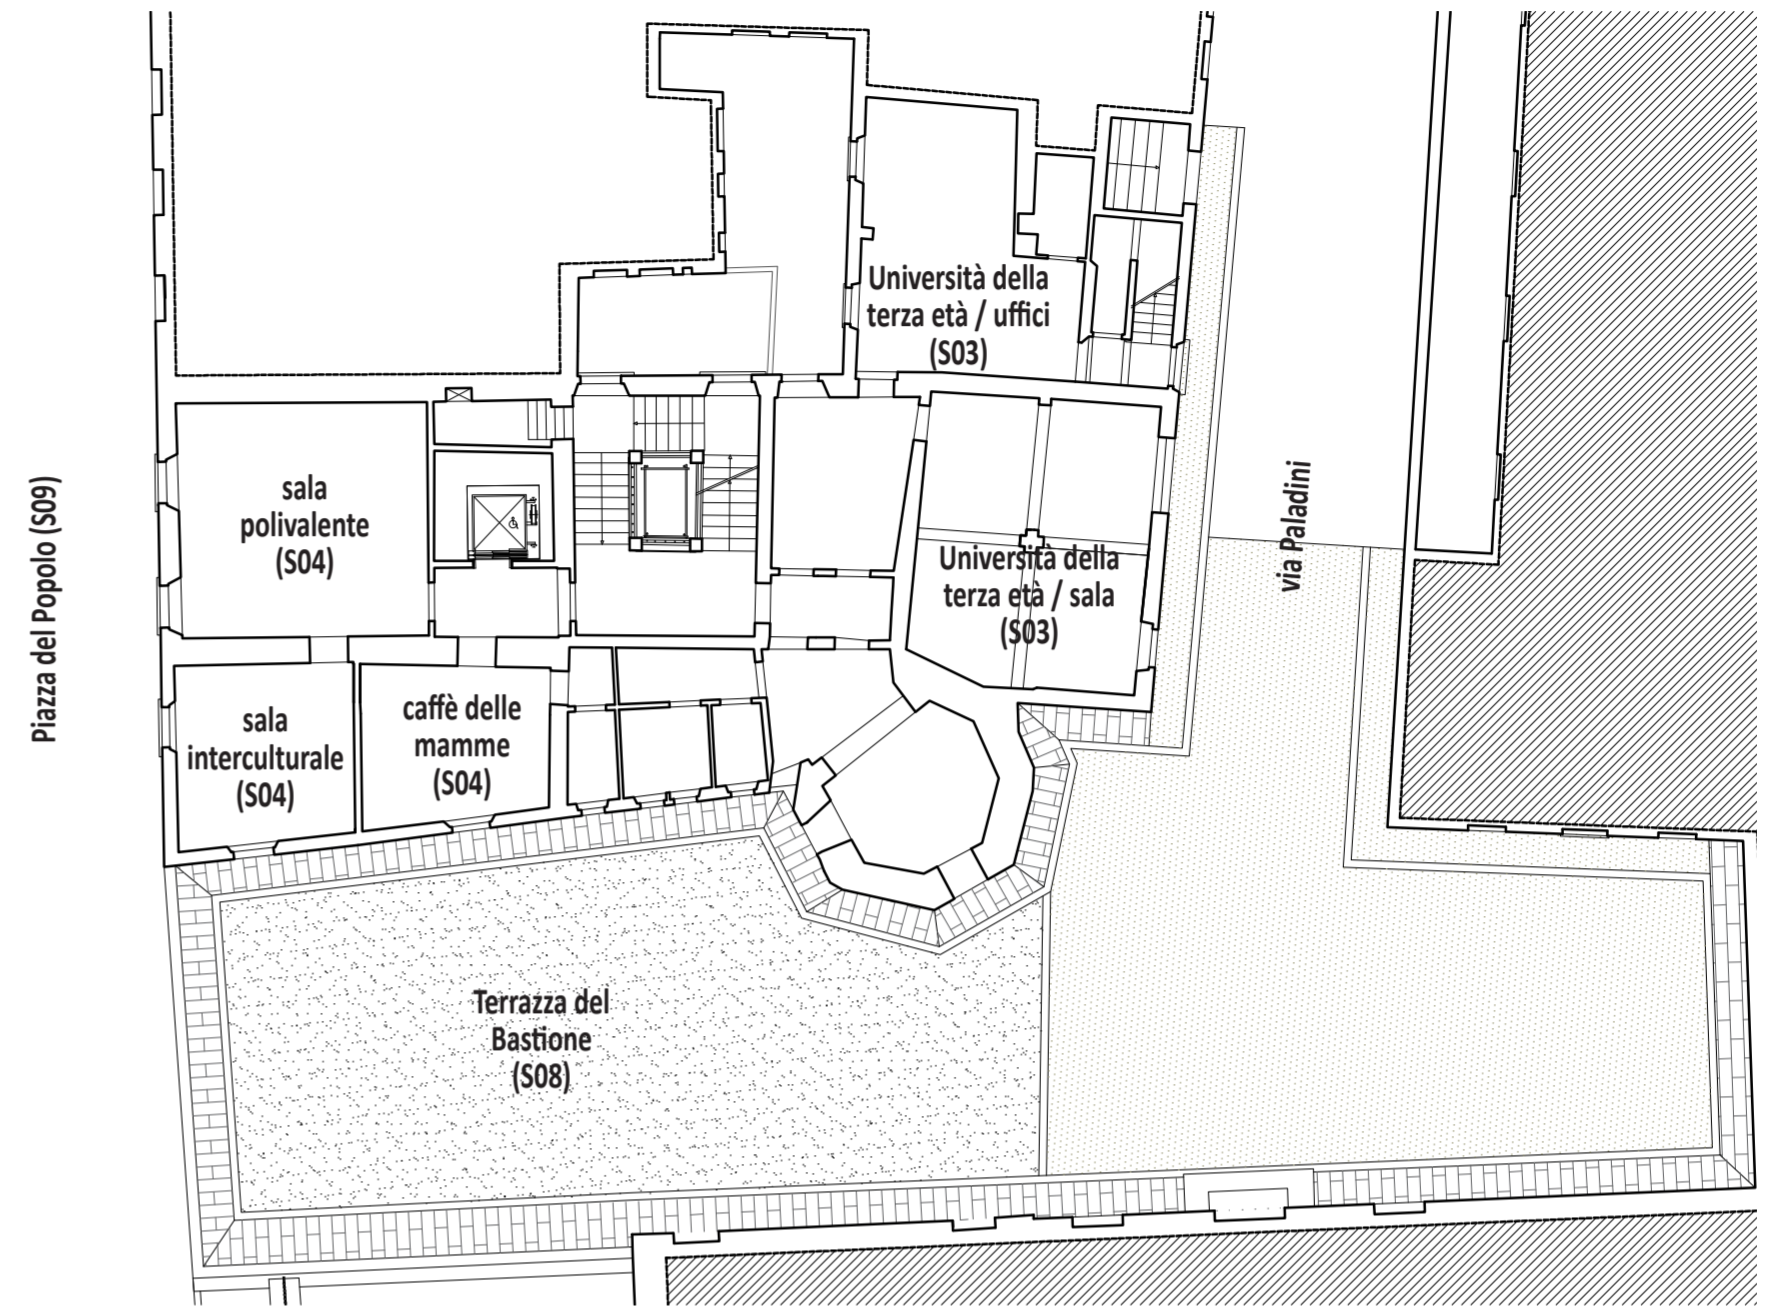 Università della
terza età / uffici
(S03)
Piazza del Popolo (S09)
sala
polivalente
(S04)
via Paladini
Università della
terza età / sala
(S03)
sala
interculturale
(S04)
caffè delle
mamme
(S04)
Terrazza del
Bastione
(S08)